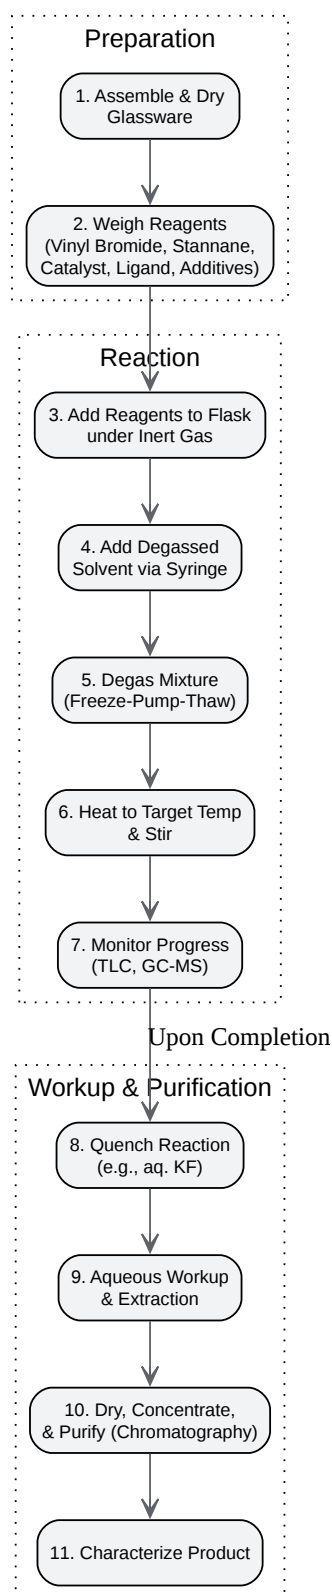 Preparation
1. Assemble & Dry
Glassware
2. Weigh Reagents
(Vinyl Bromide, Stannane,
Catalyst, Ligand, Additives)
Reaction
3. Add Reagents to Flask
under Inert Gas
4. Add Degassed
Solvent via Syringe
5. Degas Mixture
(Freeze-Pump-Thaw)
6. Heat to Target Temp
& Stir
7. Monitor Progress
(TLC, GC-MS)
Upon Completion
Workup & Purification
8. Quench Reaction
(e.g., aq. KF)
9. Aqueous Workup
& Extraction
10. Dry, Concentrate,
& Purify (Chromatography)
11. Characterize Product